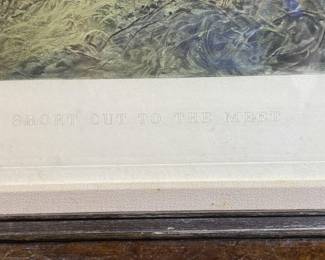 SHORT CUT TO THE MEET